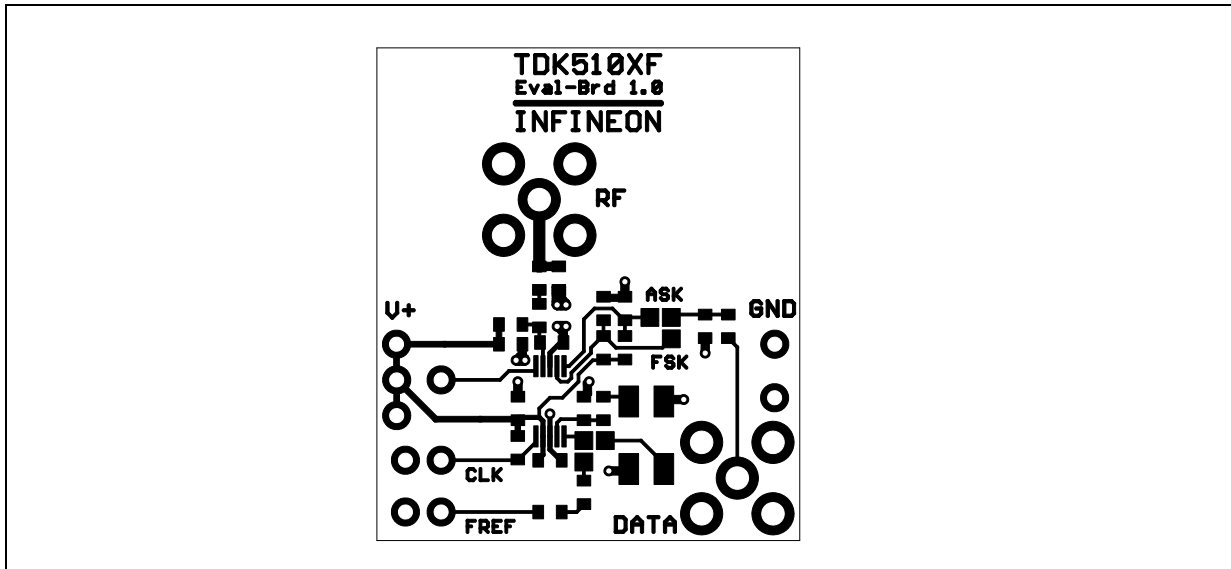 TDK510XF
Eval-Brd 1.0
INFINEON
RF
ASK
V+
GND
FSK
CLK
FREF
DATA